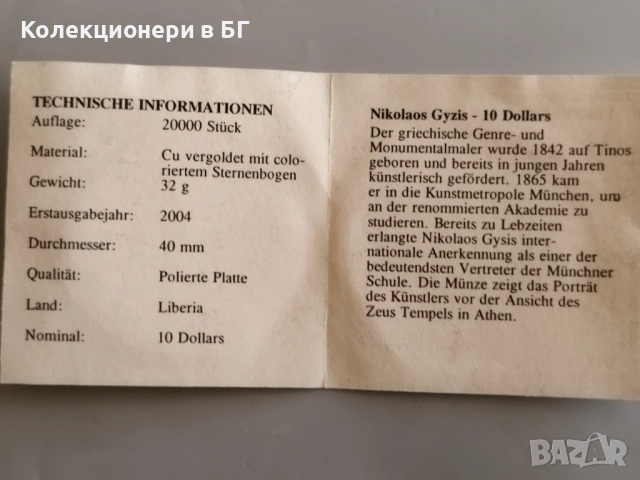 Колекционери в БГ
TECHNISCHE INFORMATIONEN
Auflage: 20000 Stück
Material: Cu vergoldet mit colo-
riertem Sternenbogen
Gewicht: 32 g
Erstausgabejahr: 2004
Durchmesser: 40 mm
Qualität: Polierte Platte
Land: Liberia
Nominal: 10 Dollars
Nikolaos Gyzis - 10 Dollars
Der griechische Genre- und
Monumentalmaler wurde 1842 auf Tinos
geboren und bereits in jungen Jahren
künstlerisch gefördert. 1865 kam
er in die Kunstmetropole München, um
an der renommierten Akademie zu
studieren. Bereits zu Lebzeiten
erlangte Nikolaos Gysis inter-
nationale Anerkennung als einer der
bedeutendsten Vertreter der Münchner
Schule. Die Münze zeigt das Porträt
des Künstlers vor der Ansicht des
Zeus Tempels in Athen.
BAZAR